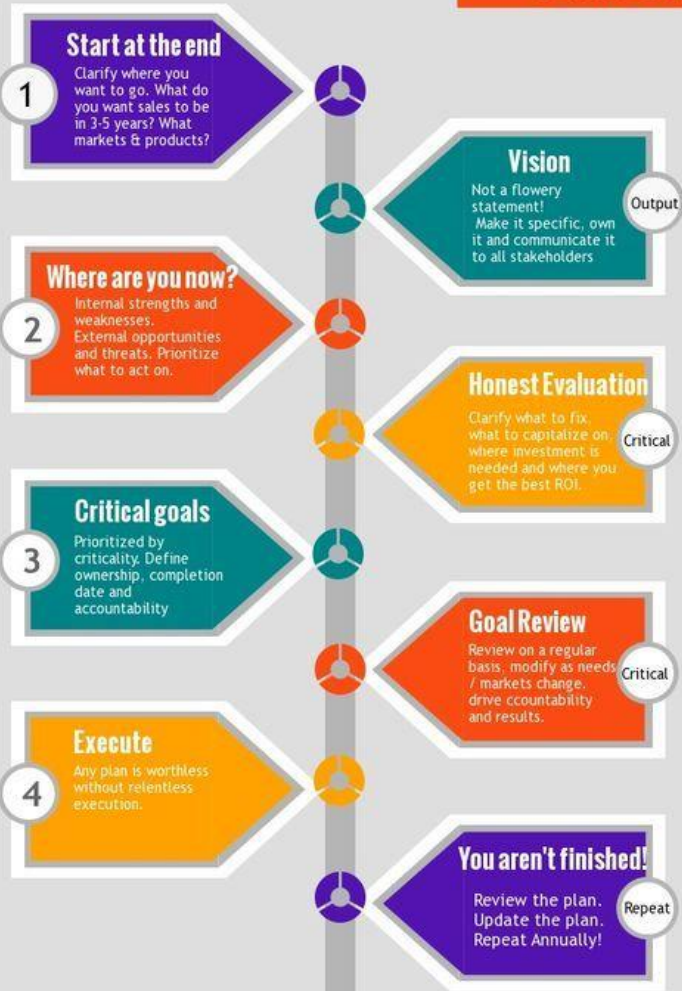 Start at the end
1
Clarify where you
want to go. What do
you want sales to be
in 3-5 years? What
markets & products?
Vision
Output
Not a flowery
statement!
Make it specific, own
it and communicate it
to all stakeholders
Where are you now?
2
Internal strengths and
weaknesses.
External opportunities
and threats. Prioritize
what to act on.
Honest Evaluation
Critical
Clarify what to fix,
what to capitalize on,
where investment is
needed and where you
get the best ROI.
Critical goals
3
Prioritized by
criticality. Define
ownership, completion
date and
accountability
Goal Review
Critical
Review on a regular
basis, modify as needs
/ markets change,
drive ccountability
and results.
Execute
4
Any plan is worthless
without relentless
execution.
You aren't finished!
Repeat
Review the plan.
Update the plan.
Repeat Annually!